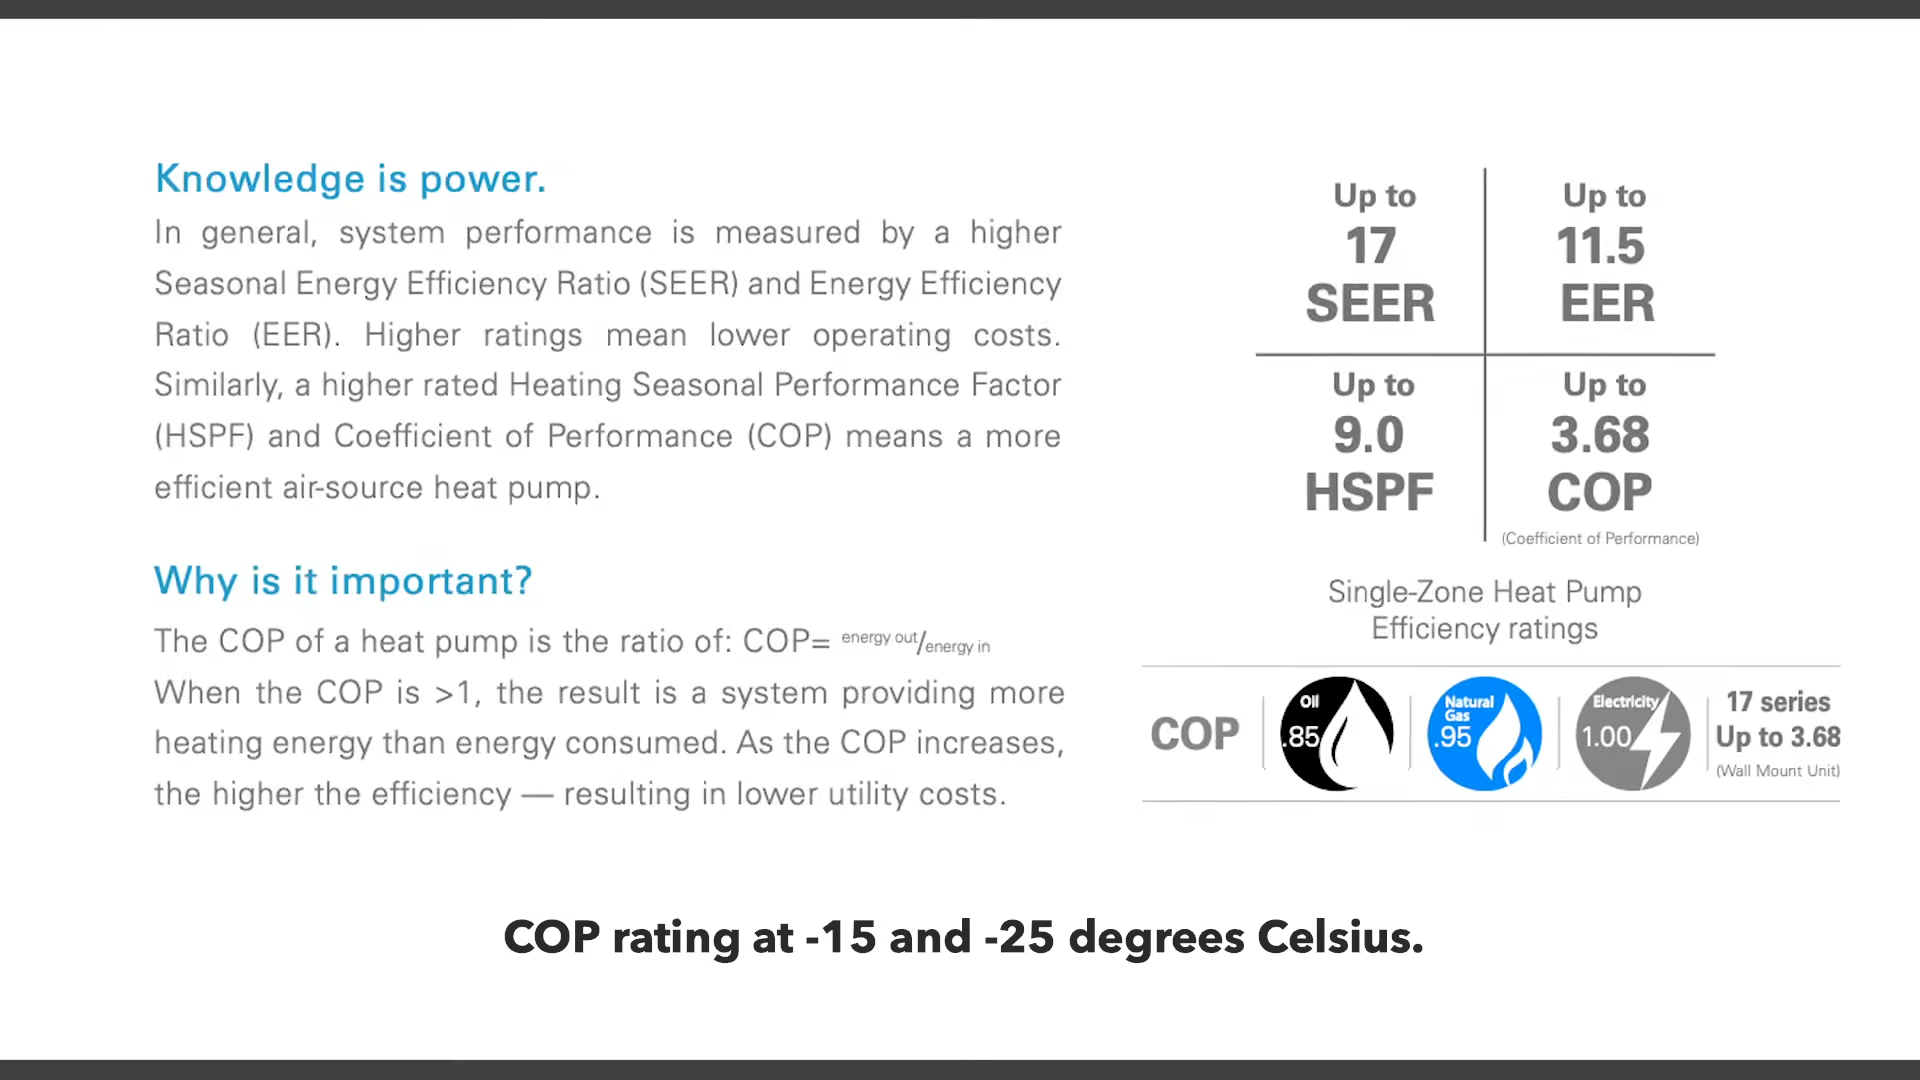 Knowledge is power.
In general, system performance is measured by a higher
Seasonal Energy Efficiency Ratio (SEER) and Energy Efficiency
Ratio (EER). Higher ratings mean lower operating costs.
Similarly, a higher rated Heating Seasonal Performance Factor
(HSPF) and Coefficient of Performance (COP) means a more
efficient air-source heat pump.
Why is it important?
The COP of a heat pump is the ratio of: COP= energy out/energy in
When the COP is >1, the result is a system providing more
heating energy than energy consumed. As the COP increases,
the higher the efficiency — resulting in lower utility costs.
Up to
17
SEER
Up to
11.5
EER
Up to
9.0
HSPF
Up to
3.68
COP
(Coefficient of Performance)
Single-Zone Heat Pump
Efficiency ratings
COP
Oil
.85
Natural
Gas
.95
Electricity
1.00
17 series
Up to 3.68
(Wall Mount Unit)
COP rating at -15 and -25 degrees Celsius.